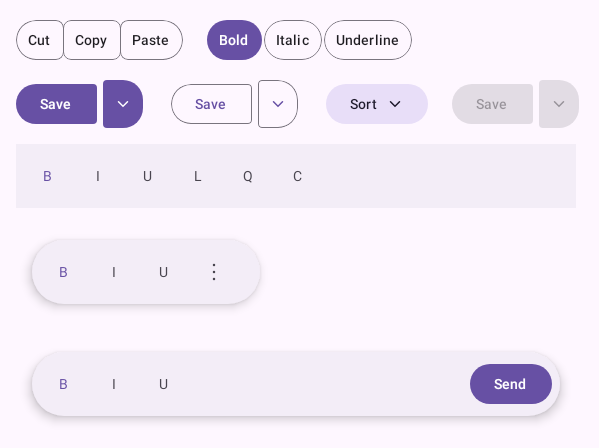 Cut Copy Paste Bold Italic Underline
Save Save Sort Save
B I U L Q C
B I U
B I U Send